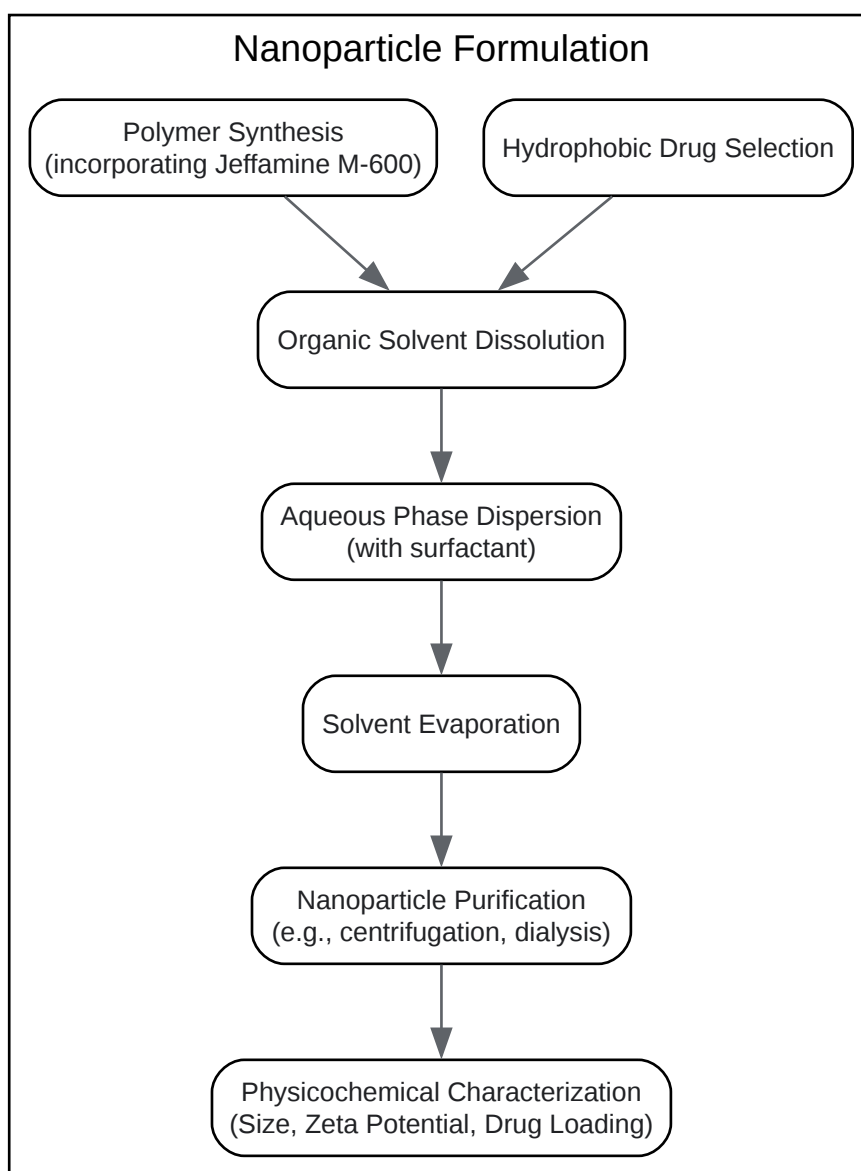 Nanoparticle Formulation
Polymer Synthesis
(incorporating Jeffamine M-600)
Hydrophobic Drug Selection
Organic Solvent Dissolution
Aqueous Phase Dispersion
(with surfactant)
Solvent Evaporation
Nanoparticle Purification
(e.g., centrifugation, dialysis)
Physicochemical Characterization
(Size, Zeta Potential, Drug Loading)